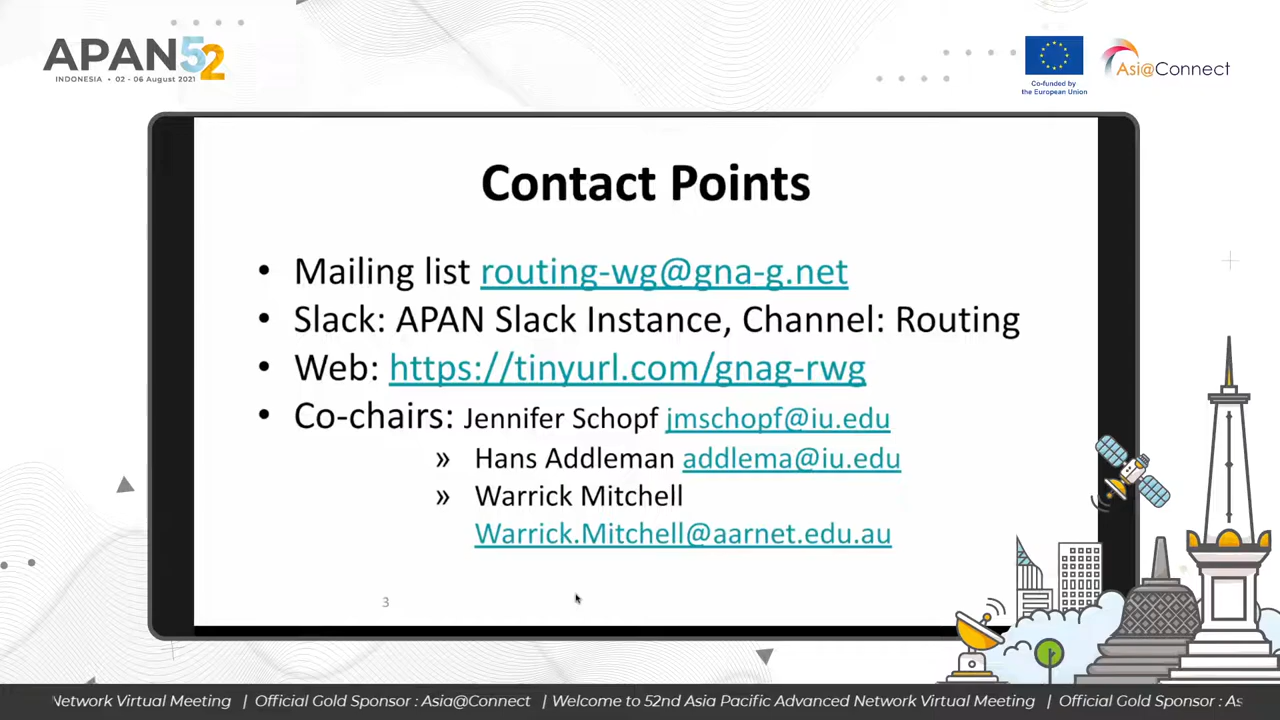 APAN52
INDONESIA • 02 - 06 August 2021
Co-funded by
the European Union
Asi@Connect
Contact Points
• Mailing list routing-wg@gna-g.net
• Slack: APAN Slack Instance, Channel: Routing
• Web: https://tinyurl.com/gnag-rwg
• Co-chairs: Jennifer Schopf jmschopf@iu.edu
» Hans Addleman addlema@iu.edu
» Warrick Mitchell
Warrick.Mitchell@aarnet.edu.au
3
Network Virtual Meeting | Official Gold Sponsor : Asi@Connect | Welcome to 52nd Asia Pacific Advanced Network Virtual Meeting | Official Gold Sponsor : As